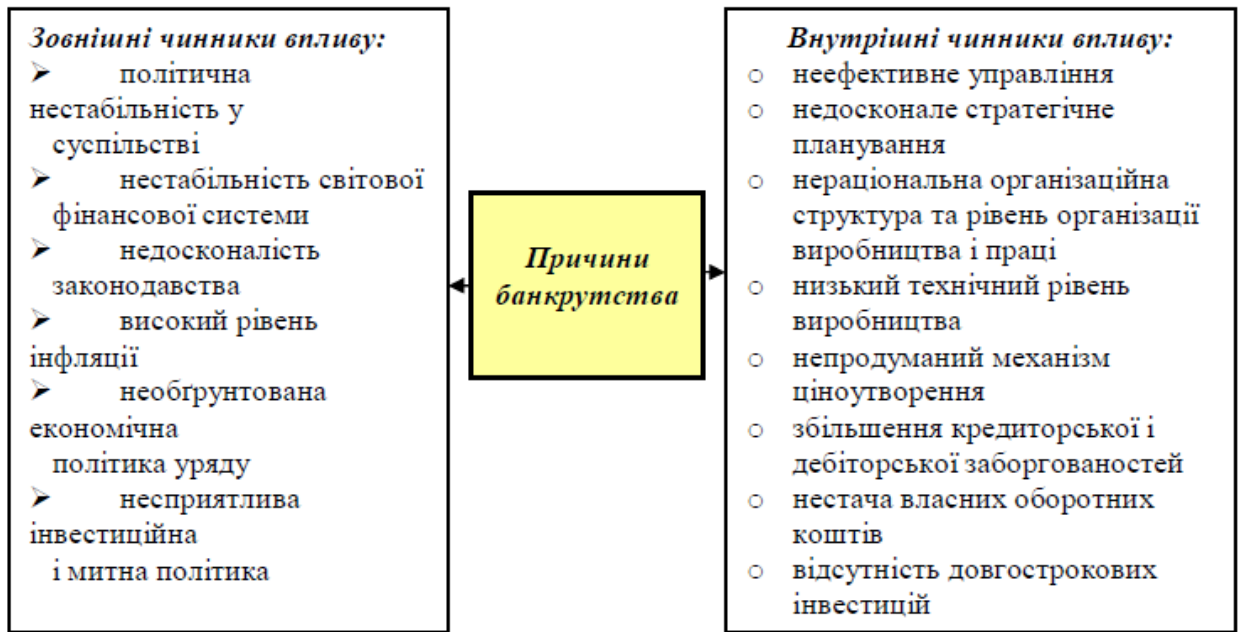 Зовнішні чинники впливу:
➢ політична
нестабільність у
суспільстві
➢ нестабільність світової
фінансової системи
➢ недосконалість
законодавства
➢ високий рівень
інфляції
➢ необґрунтована
економічна
політика уряду
➢ несприятлива
інвестиційна
і митна політика
Причини
банкрутства
Внутрішні чинники впливу:
○ неефективне управління
○ недосконале стратегічне
планування
○ нераціональна організаційна
структура та рівень організації
виробництва і праці
○ низький технічний рівень
виробництва
○ непродуманий механізм
ціноутворення
○ збільшення кредиторської і
дебіторської заборгованостей
○ нестача власних оборотних
коштів
○ відсутність довгострокових
інвестицій